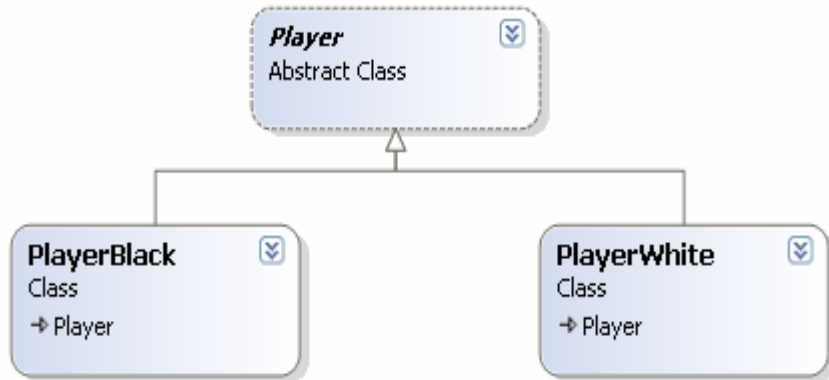 Player
Abstract Class
PlayerBlack
Class
Player
PlayerWhite
Class
Player